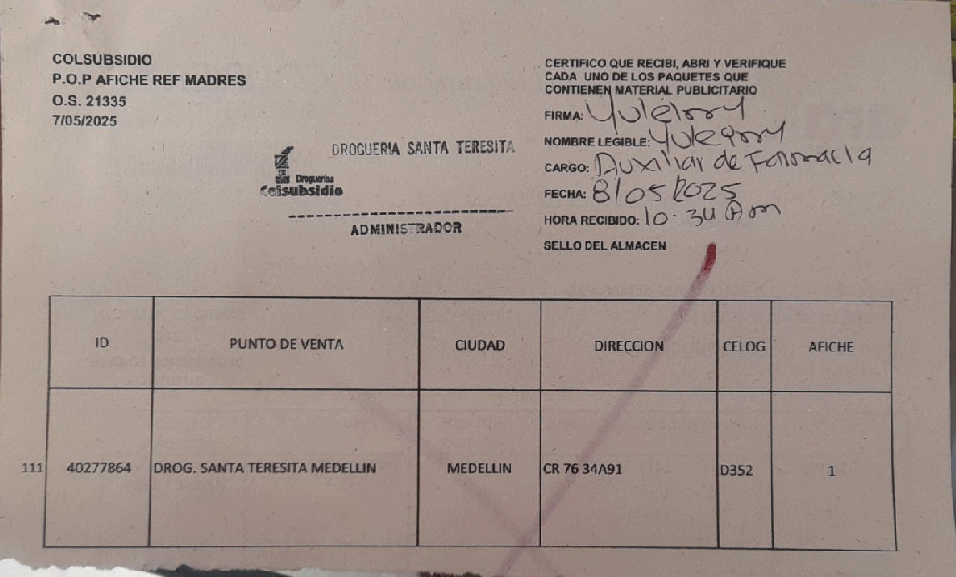 COLSUBSIDIO
P.O.P AFICHE REF MADRES
O.S. 21335
7/05/2025
DROGUERIA SANTA TERESITA
Droguerías
Colsubsidio
ADMINISTRADOR
CERTIFICO QUE RECIBI, ABRI Y VERIFIQUE
CADA UNO DE LOS PAQUETES QUE
CONTIENEN MATERIAL PUBLICITARIO
FIRMA:
NOMBRE LEGIBLE:
CARGO: Auxiliar de Farmacia
FECHA: 8/05/2025
HORA RECIBIDO: 10:34 Am
SELLO DEL ALMACEN
ID PUNTO DE VENTA CIUDAD DIRECCION CELOG AFICHE
111 40277864 DROG. SANTA TERESITA MEDELLIN MEDELLIN CR 76 34A91 D352 1